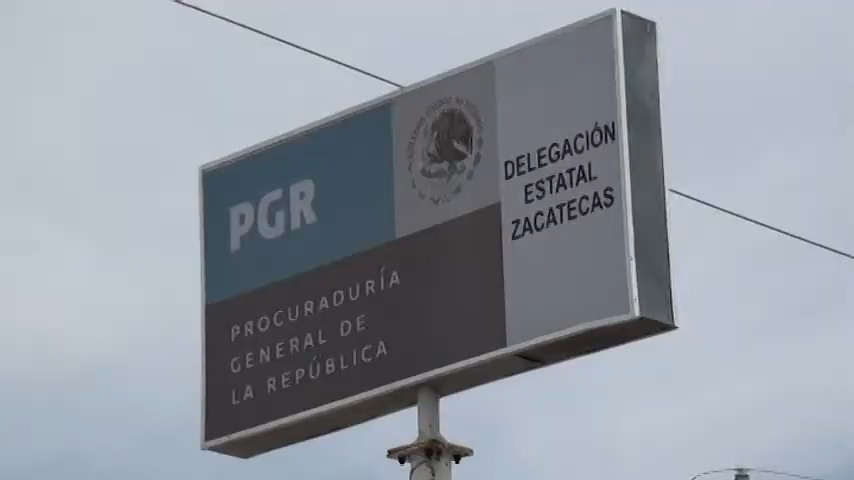 PGR
PROCURADURÍA
GENERAL DE
LA REPÚBLICA
DELEGACIÓN
ESTATAL
ZACATECAS